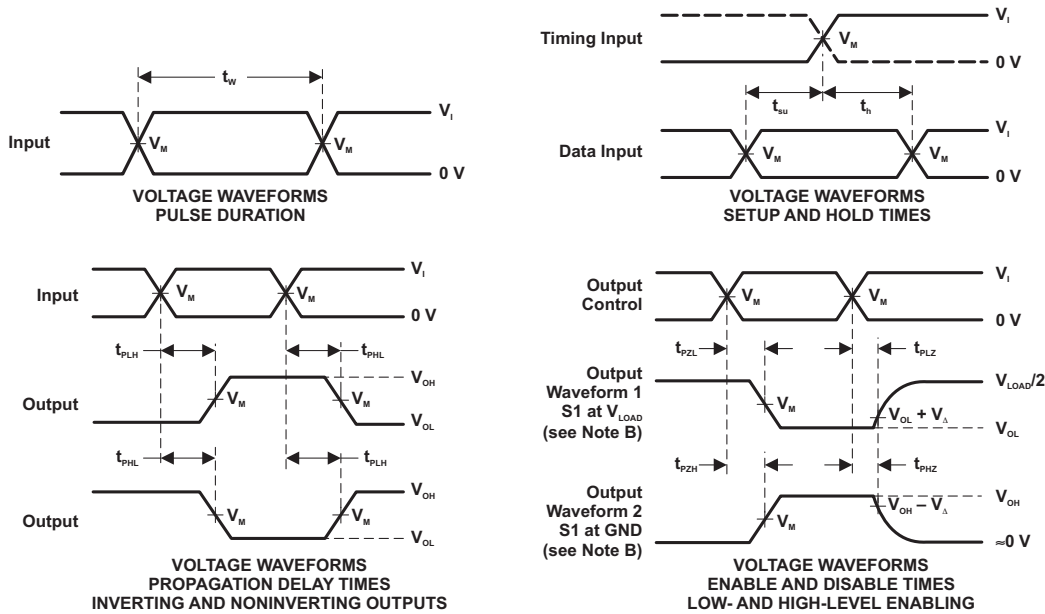 t_w
Input
V_M
V_M
V_I
0 V
VOLTAGE WAVEFORMS
PULSE DURATION
Timing Input
V_M
V_I
0 V
t_su
t_h
Data Input
V_M
V_M
V_I
0 V
VOLTAGE WAVEFORMS
SETUP AND HOLD TIMES
Input
V_M
V_M
V_I
0 V
t_PLH
t_PHL
Output
V_M
V_M
V_OH
V_OL
t_PHL
t_PLH
Output
V_M
V_M
V_OH
V_OL
VOLTAGE WAVEFORMS
PROPAGATION DELAY TIMES
INVERTING AND NONINVERTING OUTPUTS
Output
Control
V_M
V_M
V_I
0 V
t_PZL
t_PLZ
Output
Waveform 1
S1 at V_LOAD
(see Note B)
V_M
V_OL + V_Δ
V_LOAD/2
V_OL
t_PZH
t_PHZ
Output
Waveform 2
S1 at GND
(see Note B)
V_M
V_OH – V_Δ
V_OH
≈0 V
VOLTAGE WAVEFORMS
ENABLE AND DISABLE TIMES
LOW- AND HIGH-LEVEL ENABLING